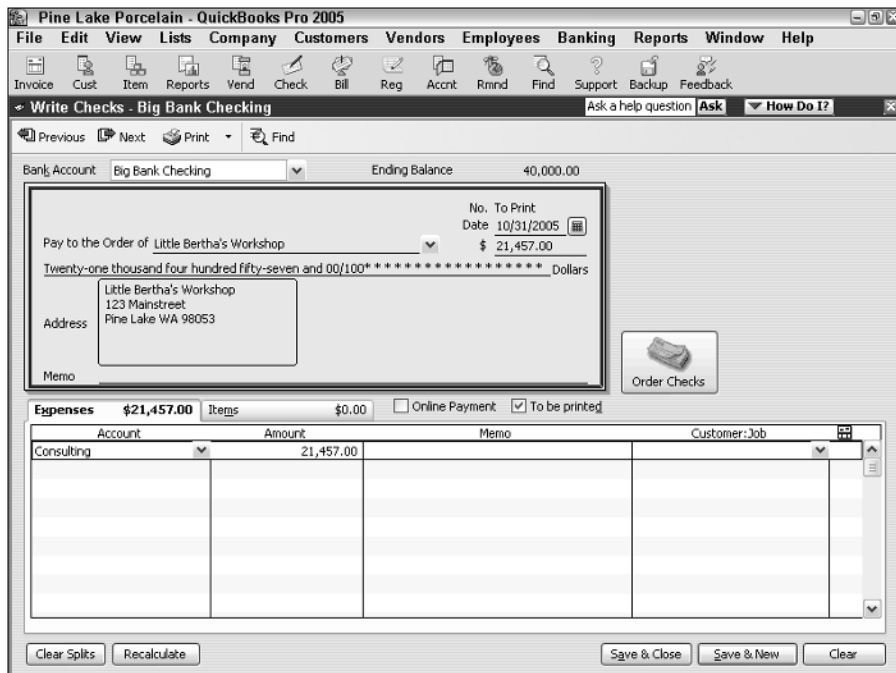 Pine Lake Porcelain - QuickBooks Pro 2005
File Edit View Lists Company Customers Vendors Employees Banking Reports Window Help
Invoice Cust Item Reports Vend Check Bill Reg Accnt Rmnd Find Support Backup Feedback
Write Checks - Big Bank Checking Ask a help question Ask How Do I?
Previous Next Print Find
Bank Account Big Bank Checking Ending Balance 40,000.00
No. To Print
Date 10/31/2005
Pay to the Order of Little Bertha's Workshop $ 21,457.00
Twenty-one thousand four hundred fifty-seven and 00/100* * * * * * * * * * * * * * * * * * Dollars
Little Bertha's Workshop
123 Mainstreet
Address Pine Lake WA 98053
Memo
Order Checks
Expenses $21,457.00 Items $0.00 Online Payment To be printed
Account Amount Memo Customer:Job
Consulting 21,457.00
Clear Splits Recalculate Save & Close Save & New Clear